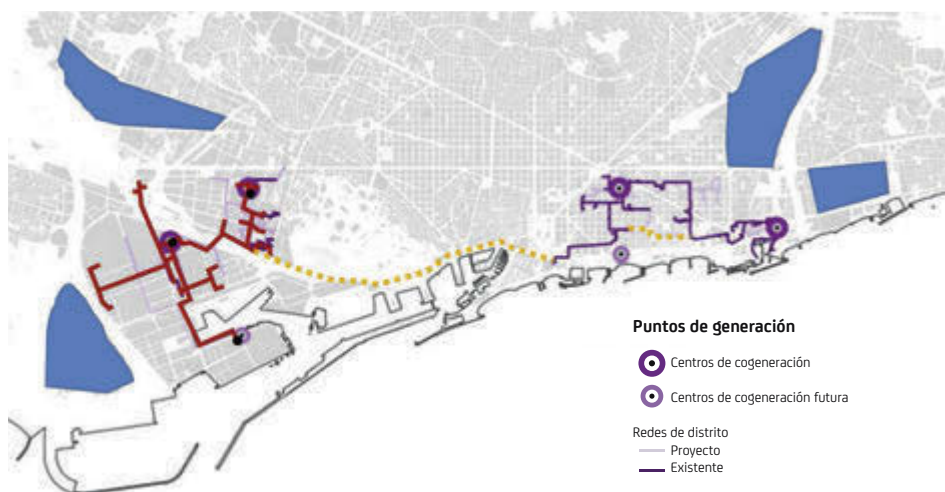 Puntos de generación
Centros de cogeneración
Centros de cogeneración futura
Redes de distrito
Proyecto
Existente